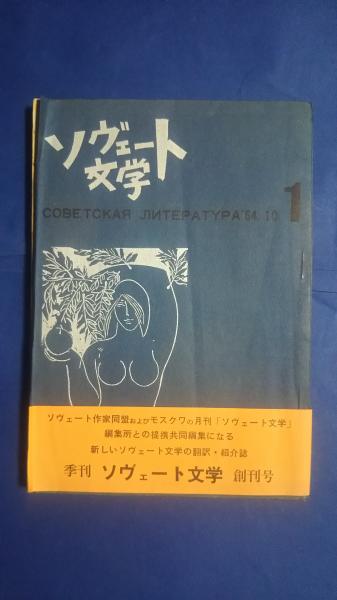 ソヴェート
文学
СОВЕТСКАЯ ЛИТЕРАТУРА '64.10
1
ソヴェート作家同盟およびモスクワの月刊「ソヴェート文学」
編集所との提携共同編集になる
新しいソヴェート文学の翻訳・紹介誌
季刊 ソヴェート文学 創刊号